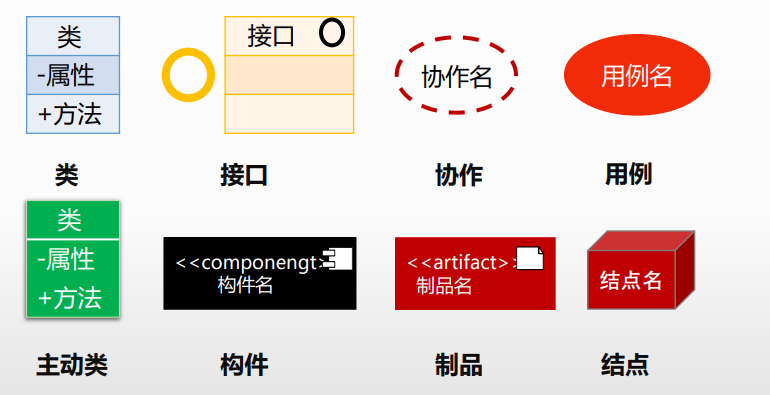 类
-属性
+方法
接口
协作名
用例名
类
接口
协作
用例
类
-属性
+方法
<<componengt>
构件名
<<artifact>>
制品名
结点名
主动类
构件
制品
结点